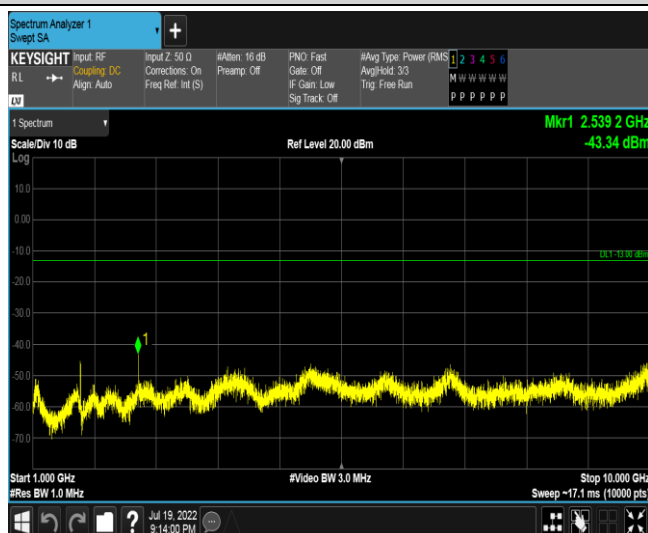 Spectrum Analyzer 1
Swept SA
+
KEYSIGHT
RL
LXI
Input: RF
Coupling: DC
Align: Auto
Input Z: 50 Ω
Corrections: On
Freq Ref: Int (S)
#Atten: 16 dB
Preamp: Off
PNO: Fast
Gate: Off
IF Gain: Low
Sig Track: Off
#Avg Type: Power (RMS
Avg|Hold: 3/3
Trig: Free Run
1 2 3 4 5 6
M W W W W W
P P P P P P
1 Spectrum
Scale/Div 10 dB
Ref Level 20.00 dBm
Mkr1 2.539 2 GHz
-43.34 dBm
Log
10.0
0.00
-10.0
DL1 -13.00 dBm
-20.0
-30.0
-40.0
1
-50.0
-60.0
-70.0
Start 1.000 GHz
#Video BW 3.0 MHz
Stop 10.000 GHz
#Res BW 1.0 MHz
Sweep ~17.1 ms (10000 pts)
?
Jul 19, 2022
9:14:00 PM